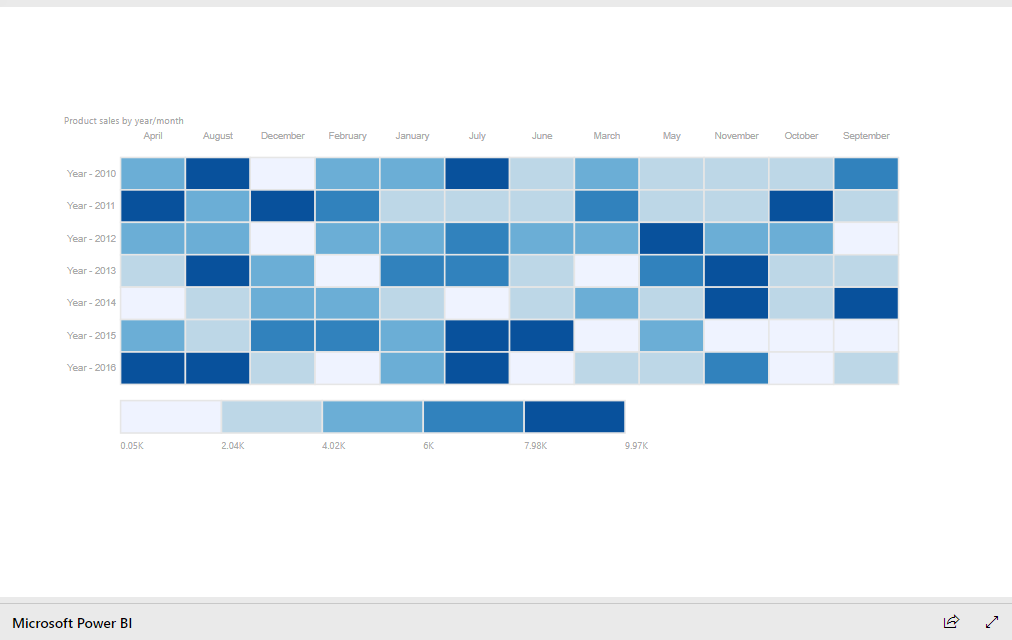 Product sales by year/month
April August December February January July June March May November October September
Year - 2010
Year - 2011
Year - 2012
Year - 2013
Year - 2014
Year - 2015
Year - 2016
0.05K 2.04K 4.02K 6K 7.98K 9.97K
Microsoft Power BI